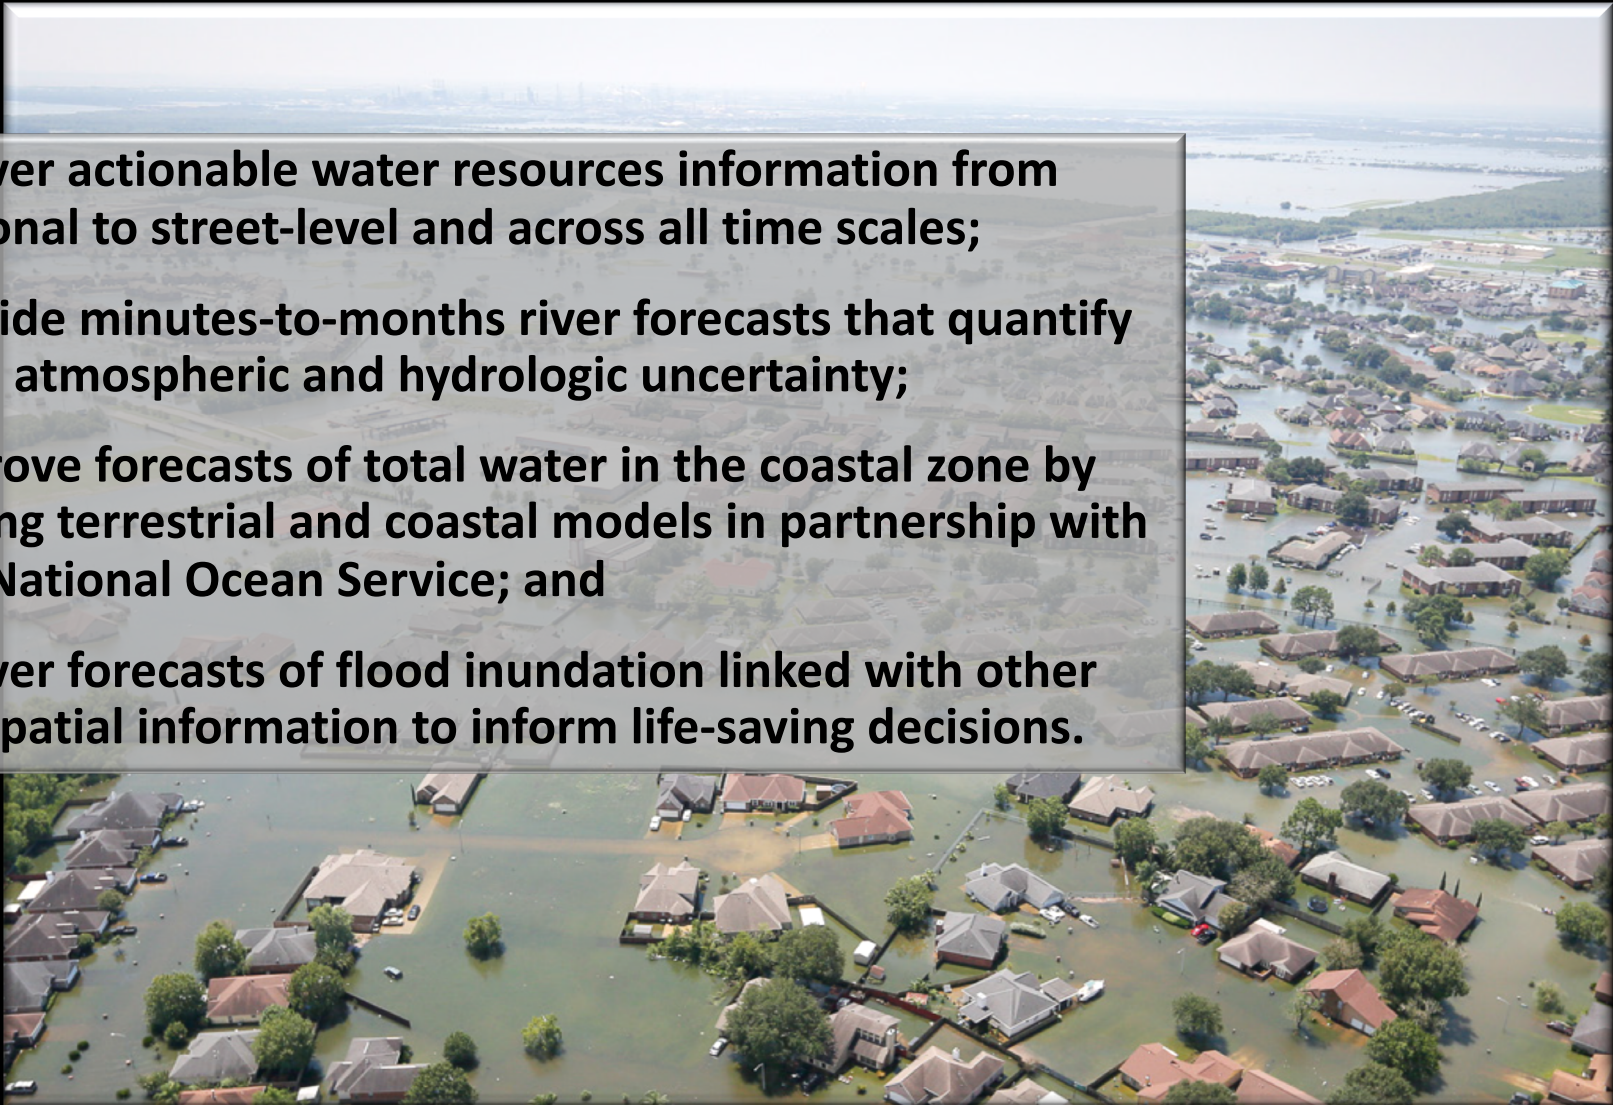 ver actionable water resources information from
onal to street-level and across all time scales;
ide minutes-to-months river forecasts that quantify
atmospheric and hydrologic uncertainty;
rove forecasts of total water in the coastal zone by
ng terrestrial and coastal models in partnership with
National Ocean Service; and
ver forecasts of flood inundation linked with other
patial information to inform life-saving decisions.